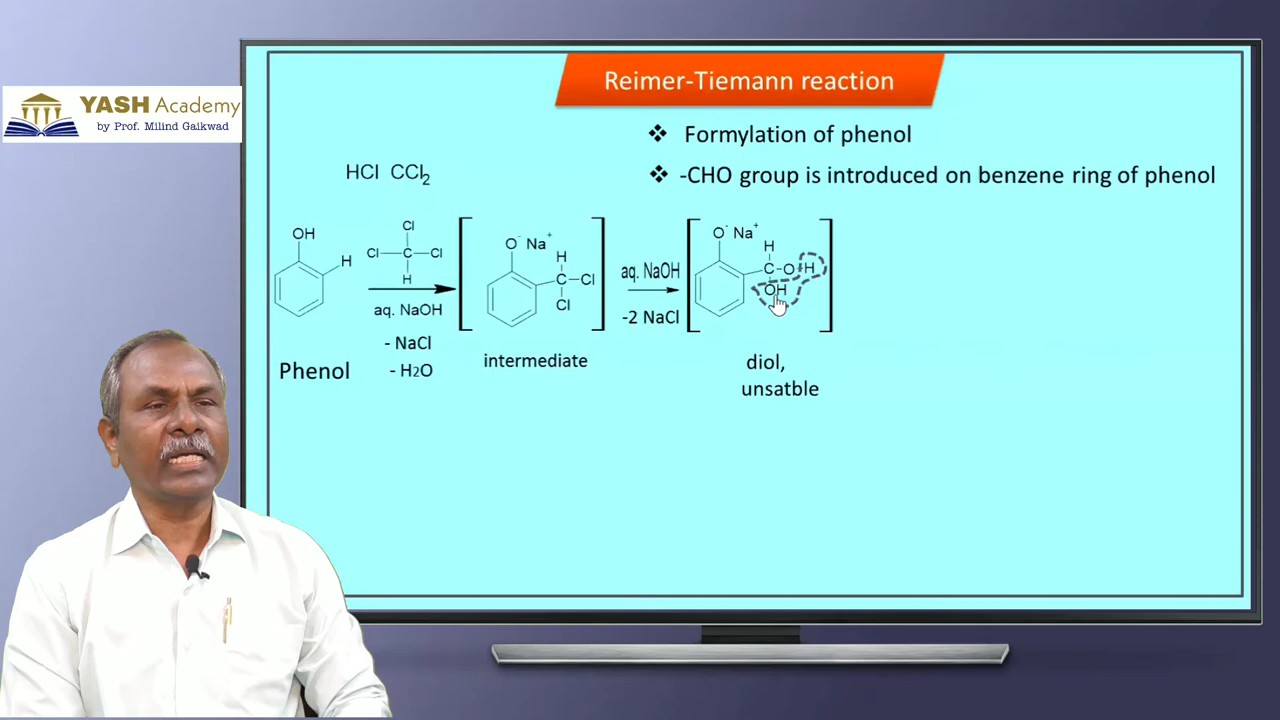 YASH Academy
by Prof. Milind Gaikwad
Reimer-Tiemann reaction
❖ Formylation of phenol
❖ -CHO group is introduced on benzene ring of phenol
HCl CCl2
OH
H
Cl
Cl C Cl
H
aq. NaOH
- NaCl
- H2O
Phenol
O- Na+
H
C Cl
Cl
intermediate
aq. NaOH
-2 NaCl
O- Na+
H
C-O-H
OH
diol,
unsatble